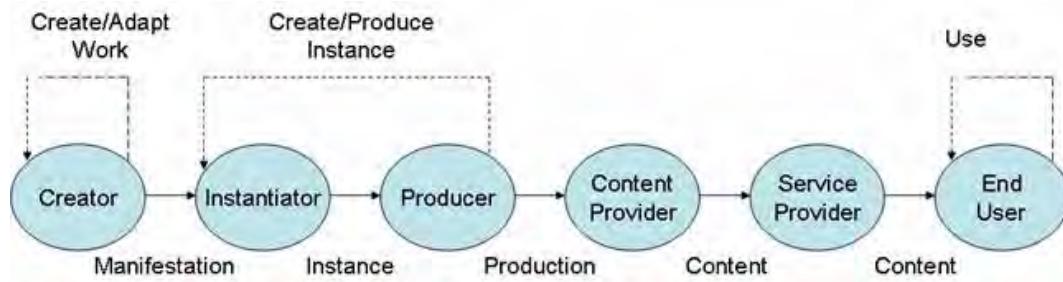 Create/Adapt
Work
Create/Produce
Instance
Use
Creator
Instantiator
Producer
Content
Provider
Service
Provider
End
User
Manifestation
Instance
Production
Content
Content